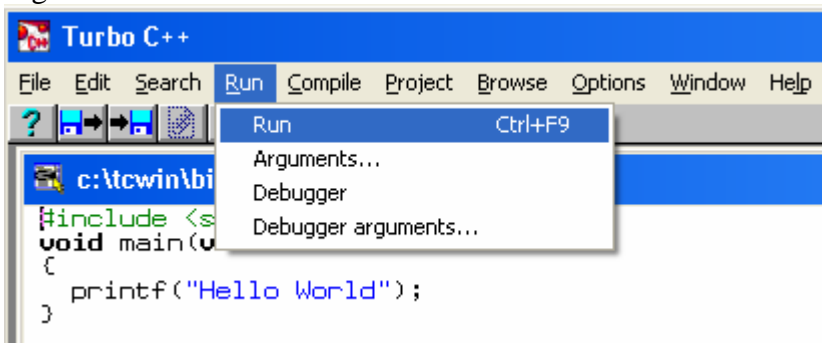 Turbo C++
File Edit Search Run Compile Project Browse Options Window Help
Run Ctrl+F9
Arguments...
Debugger
Debugger arguments...
c:\tcwin\bi
#include <s
void main(v
{
printf("Hello World");
}